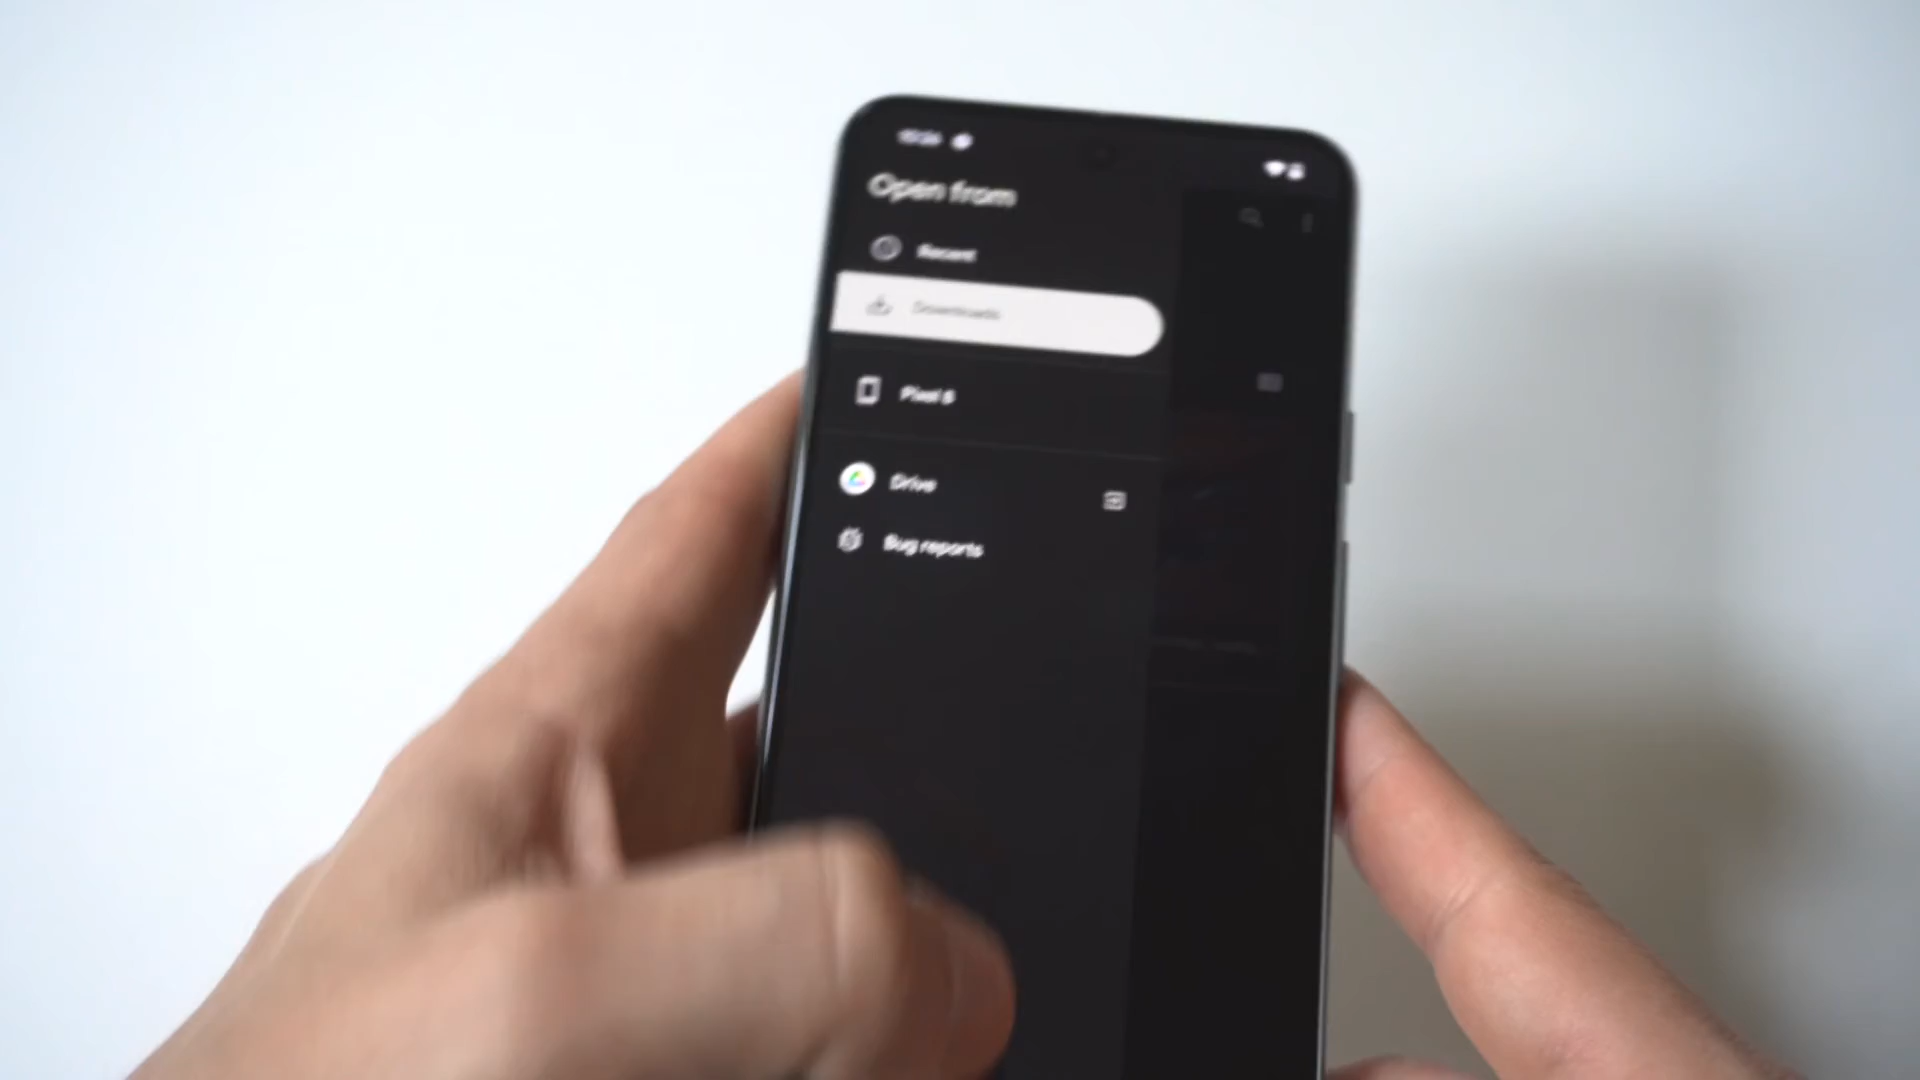 Open from
Recent
Downloads
Pixel 6
Drive
Bug reports